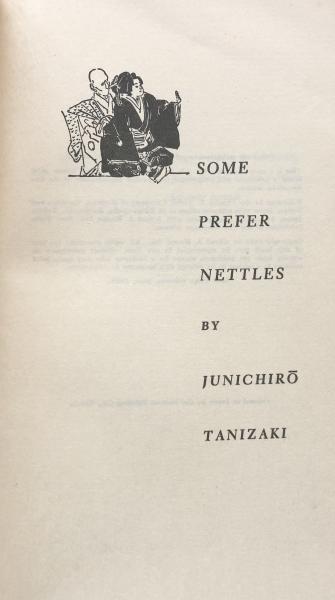 SOME
PREFER
NETTLES
BY
JUNICHIRŌ
TANIZAKI